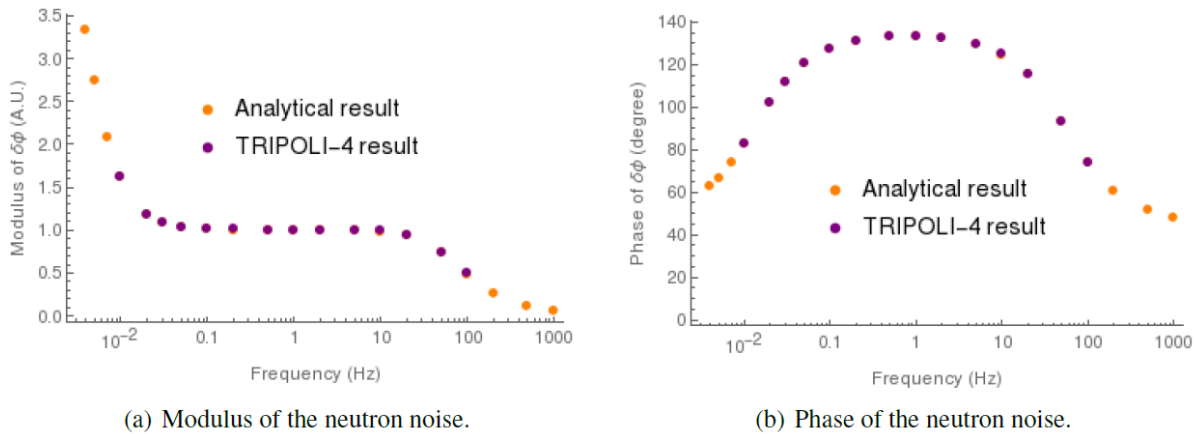 3.5
3.0
2.5
2.0
1.5
1.0
0.5
0.0
Modulus of δϕ (A.U.)
Analytical result
TRIPOLI−4 result
10⁻² 0.1 1 10 100 1000
Frequency (Hz)
(a) Modulus of the neutron noise.
140
120
100
80
60
40
20
0
Phase of δϕ (degree)
Analytical result
TRIPOLI−4 result
10⁻² 0.1 1 10 100 1000
Frequency (Hz)
(b) Phase of the neutron noise.